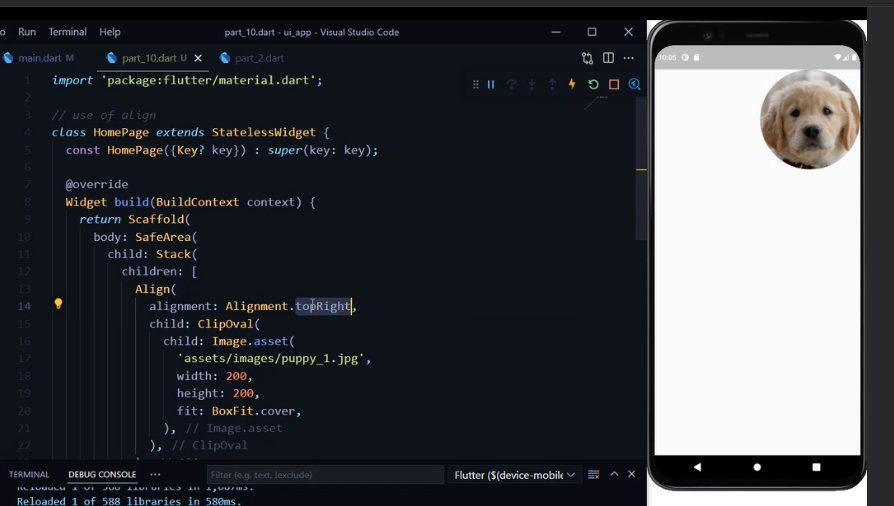 Run Terminal Help part_10.dart - ui_app - Visual Studio Code
main.dart M part_10.dart U part_2.dart
1 import 'package:flutter/material.dart';
2
3 // use of align
4 class HomePage extends StatelessWidget {
5 const HomePage({Key? key}) : super(key: key);
6
7 @override
8 Widget build(BuildContext context) {
9 return Scaffold(
10 body: SafeArea(
11 child: Stack(
12 children: [
13 Align(
14 alignment: Alignment.topRight,
15 child: ClipOval(
16 child: Image.asset(
17 'assets/images/puppy_1.jpg',
18 width: 200,
19 height: 200,
20 fit: BoxFit.cover,
21 ), // Image.asset
22 ), // ClipOval
TERMINAL DEBUG CONSOLE ··· Filter (e.g. text, !exclude) Flutter ($(device-mobile
Reloaded 1 of 588 libraries in 1,667ms.
Reloaded 1 of 588 libraries in 580ms.
10:05